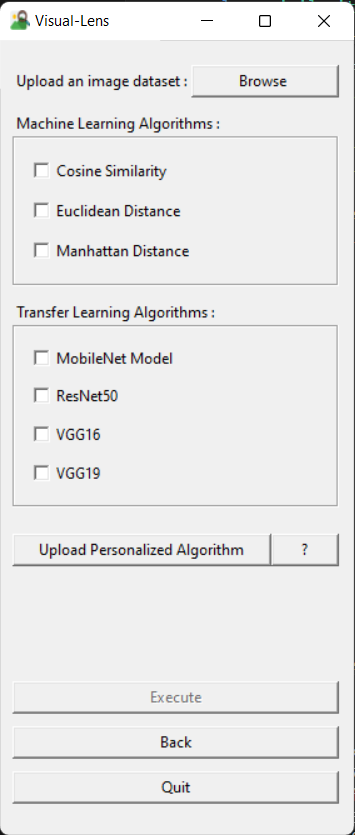 Visual-Lens
Upload an image dataset : Browse
Machine Learning Algorithms :
Cosine Similarity
Euclidean Distance
Manhattan Distance
Transfer Learning Algorithms :
MobileNet Model
ResNet50
VGG16
VGG19
Upload Personalized Algorithm ?
Execute
Back
Quit